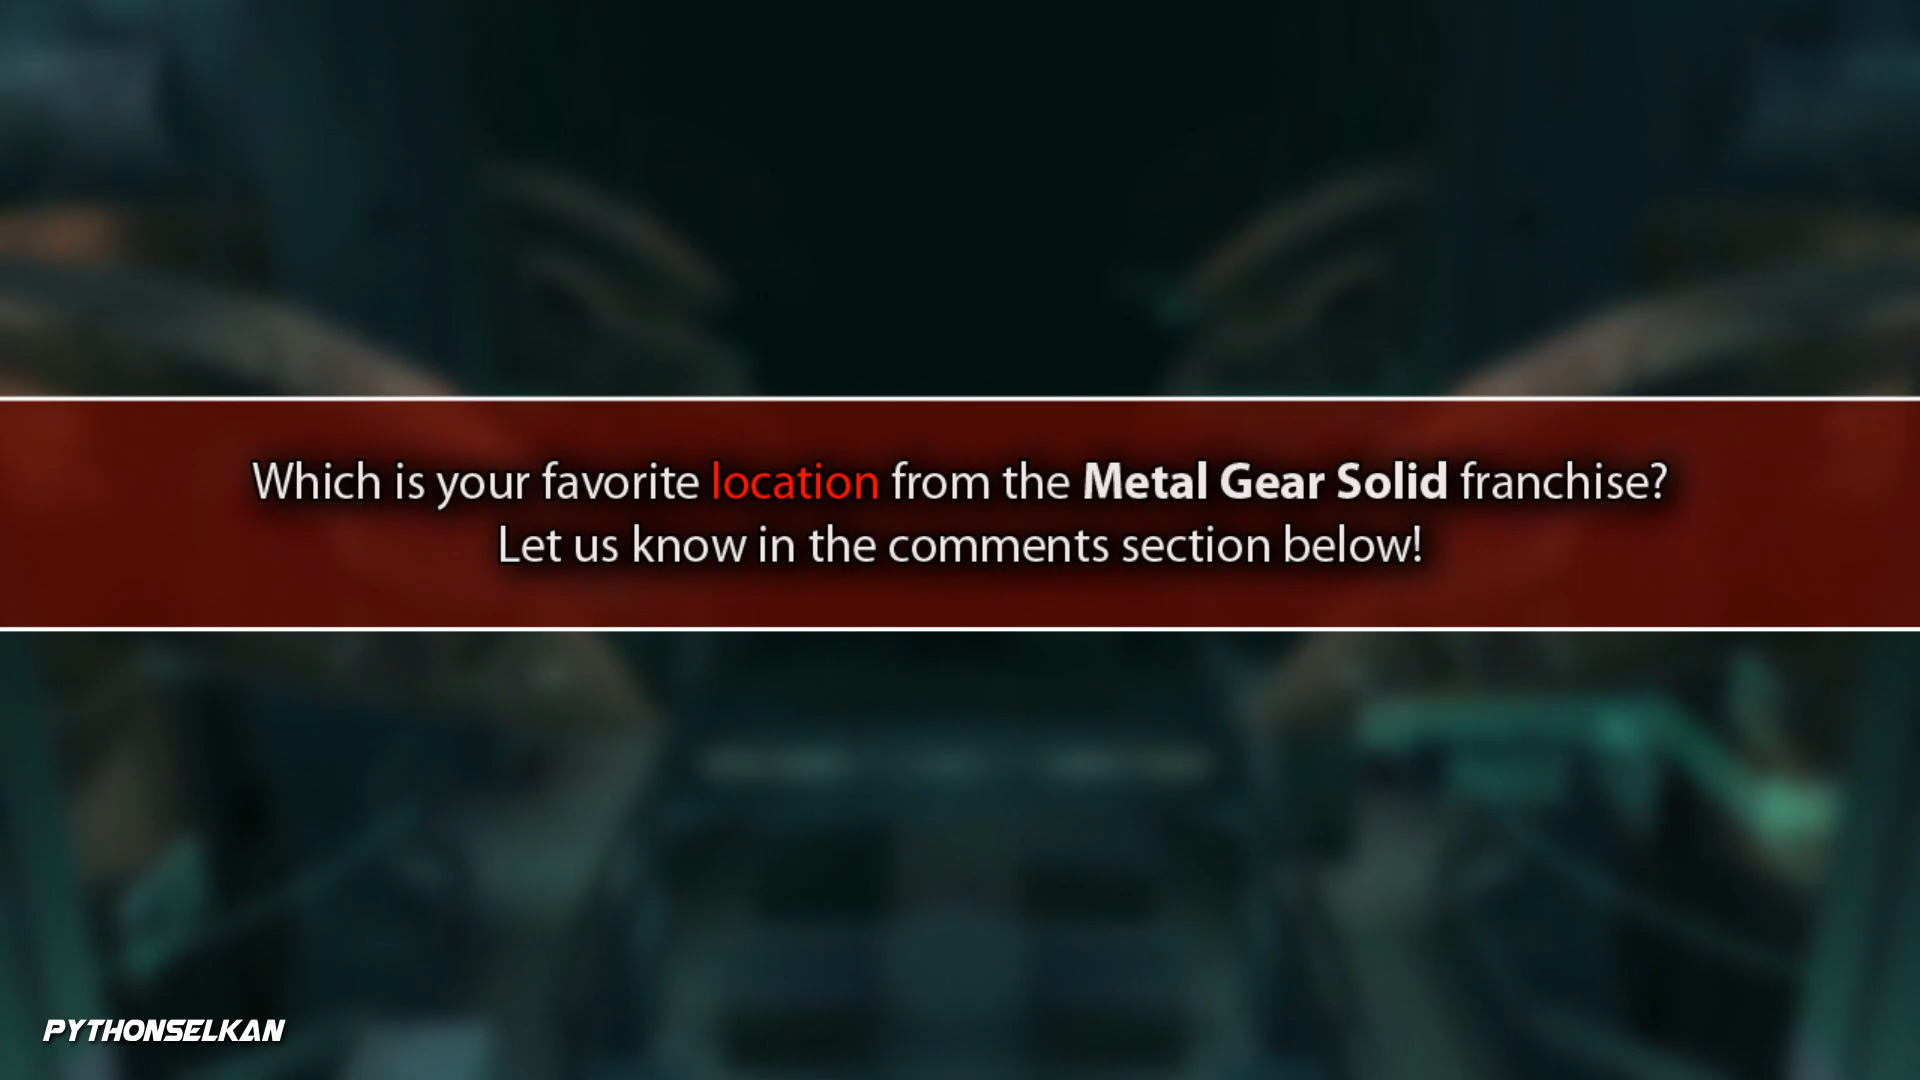 Which is your favorite location from the Metal Gear Solid franchise?
Let us know in the comments section below!
PYTHONSELKAN